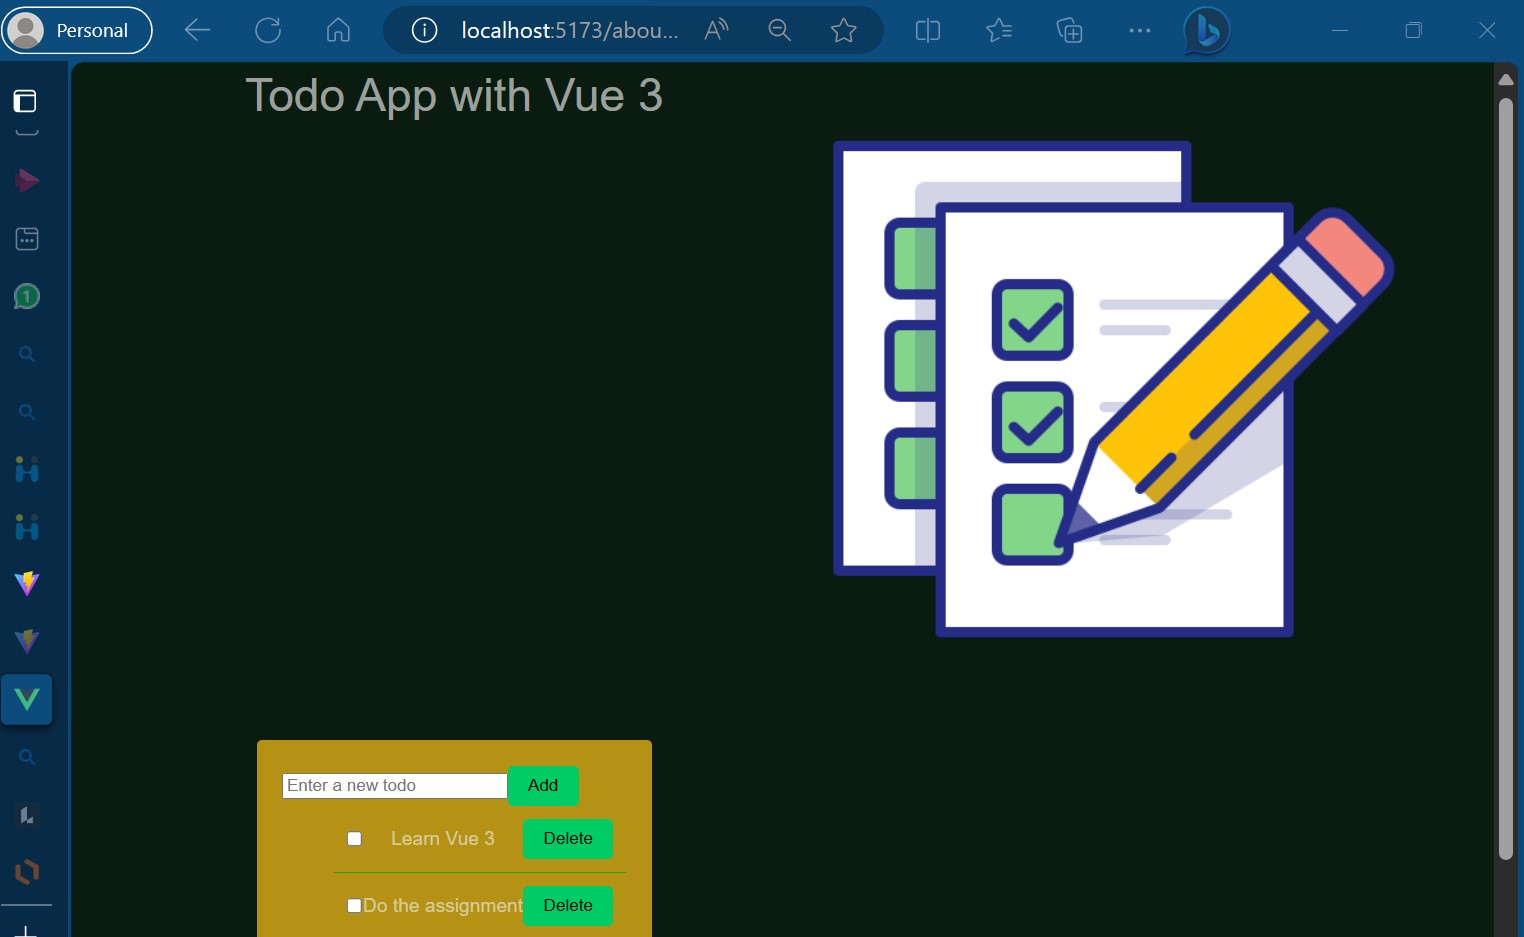 Personal
localhost:5173/abou...
A
1
Todo App with Vue 3
Enter a new todo
Add
Learn Vue 3
Delete
Do the assignment
Delete